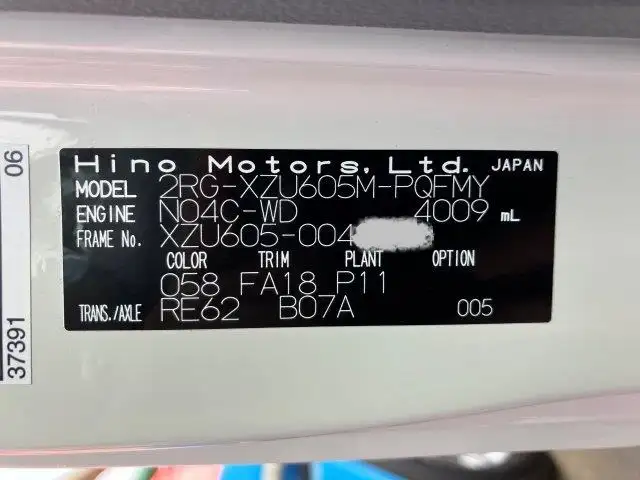 Hino Motors, Ltd. JAPAN
MODEL 2RG-XZU605M-PQFMY
ENGINE N04C-WD 4009 mL
FRAME No. XZU605-004
COLOR TRIM PLANT OPTION
058 FA18 P11
TRANS./AXLE RE62 B07A 005
37391 06